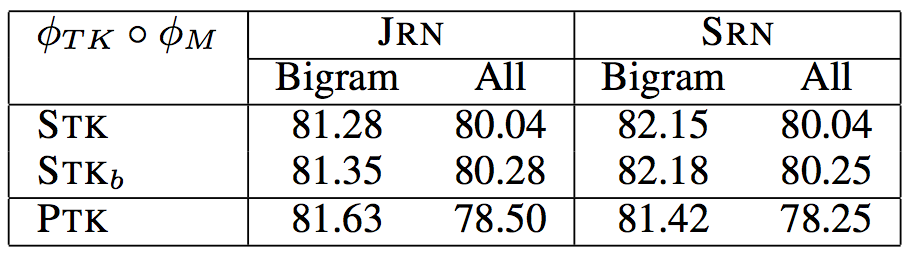 ϕTK ∘ ϕM JRN SRN
Bigram All Bigram All
STK 81.28 80.04 82.15 80.04
STKb 81.35 80.28 82.18 80.25
PTK 81.63 78.50 81.42 78.25